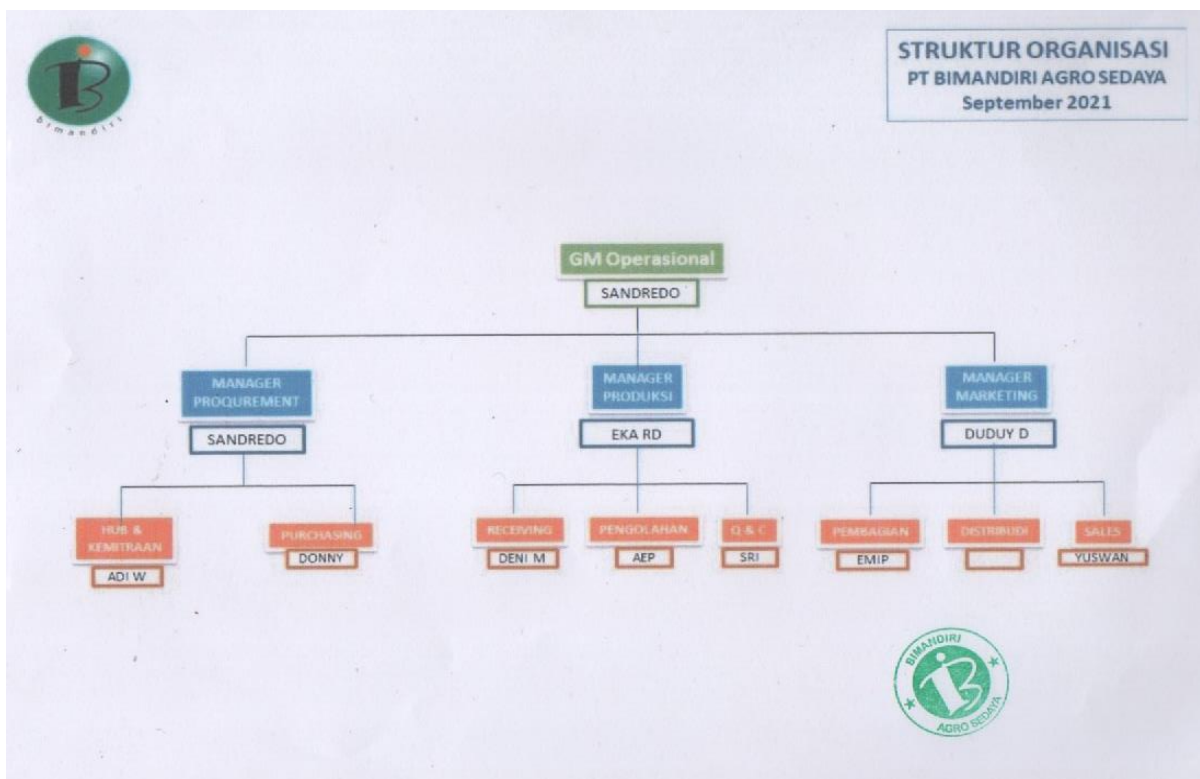 bimandiri
STRUKTUR ORGANISASI
PT BIMANDIRI AGRO SEDAYA
September 2021
GM Operasional
SANDREDO
MANAGER
PROQUREMENT
SANDREDO
MANAGER
PRODUKSI
EKA RD
MANAGER
MARKETING
DUDUY D
HUB &
KEMITRAAN
ADI W
PURCHASING
DONNY
RECEIVING
DENI M
PENGOLAHAN
AEP
Q & C
SRI
PEMBAGIAN
EMIP
DISTRIBUDI
SALES
YUSWAN
BIMANDIRI
AGRO SEDAYA